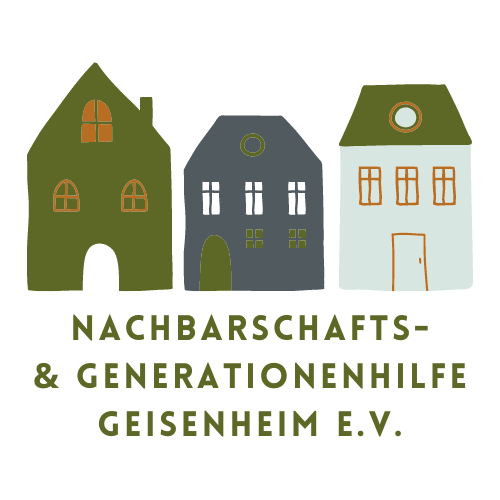 NACHBARSCHAFTS-
& GENERATIONENHILFE
GEISENHEIM E.V.